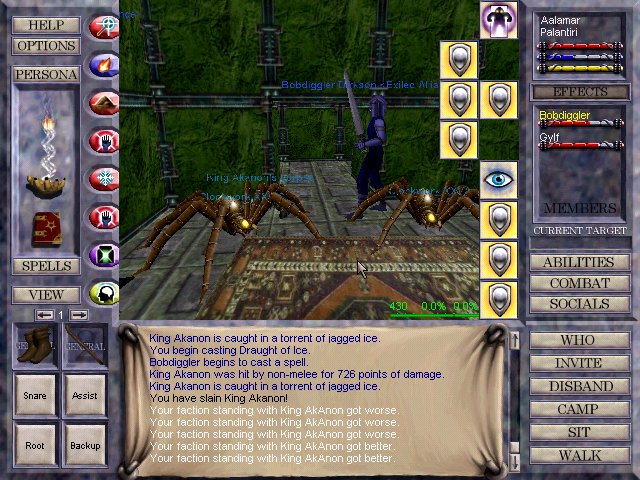 HELP
OPTIONS
PERSONA
SPELLS
VIEW
1
GENERAL
GENERAL
Snare
Assist
Root
Backup
King Akanon's corpse
430 0.0% 0.0%
King Akanon is caught in a torrent of jagged ice.
You begin casting Draught of Ice.
Bobdiggler begins to cast a spell.
King Akanon was hit by non-melee for 726 points of damage.
King Akanon is caught in a torrent of jagged ice.
You have slain King Akanon!
Your faction standing with King AkAnon got worse.
Your faction standing with King AkAnon got worse.
Your faction standing with King AkAnon got worse.
Your faction standing with King AkAnon got better.
Your faction standing with King AkAnon got better.
Aalamar
Palantiri
EFFECTS
Bobdiggler
Gylf
MEMBERS
CURRENT TARGET
ABILITIES
COMBAT
SOCIALS
WHO
INVITE
DISBAND
CAMP
SIT
WALK